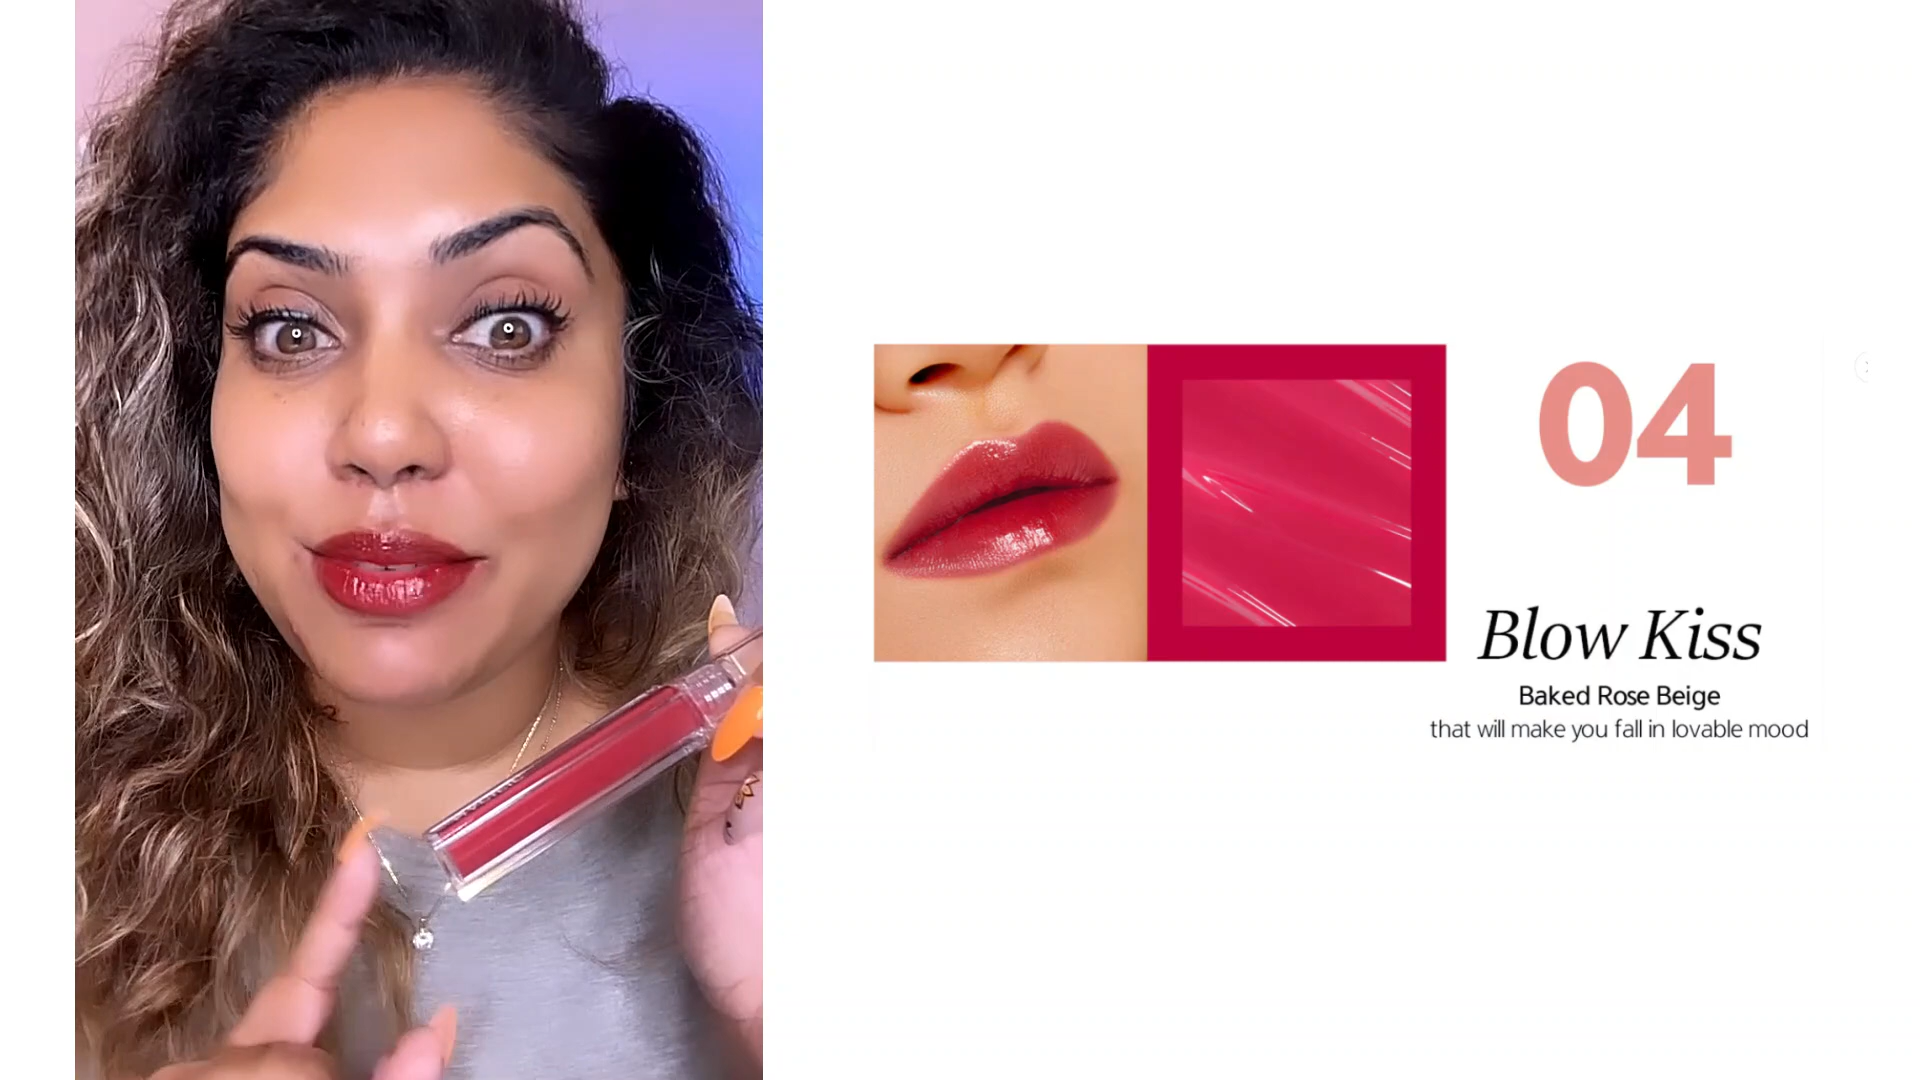 04
Blow Kiss
Baked Rose Beige
that will make you fall in lovable mood